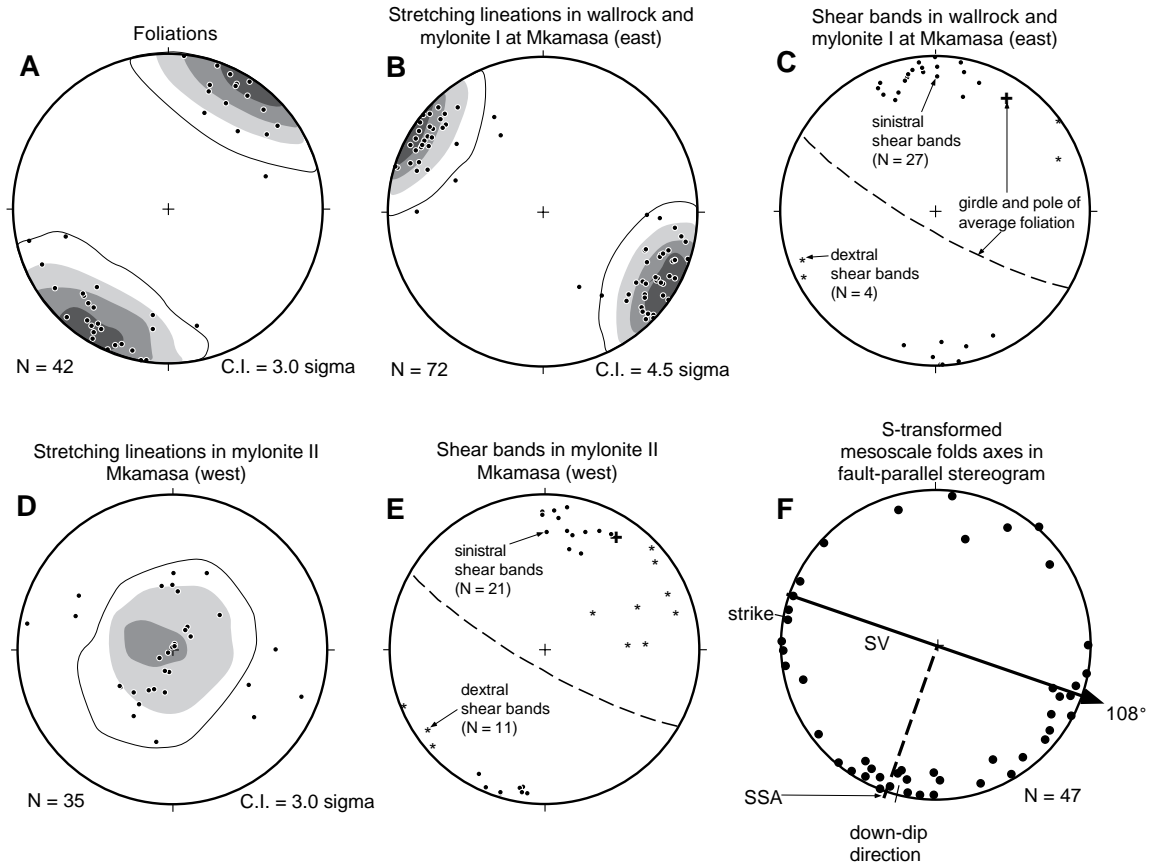 A
Foliations
N = 42
C.I. = 3.0 sigma
B
Stretching lineations in wallrock and
mylonite I at Mkamasa (east)
N = 72
C.I. = 4.5 sigma
C
Shear bands in wallrock and
mylonite I at Mkamasa (east)
sinistral
shear bands
(N = 27)
girdle and pole of
average foliation
dextral
shear bands
(N = 4)
D
Stretching lineations in mylonite II
Mkamasa (west)
N = 35
C.I. = 3.0 sigma
E
Shear bands in mylonite II
Mkamasa (west)
sinistral
shear bands
(N = 21)
dextral
shear bands
(N = 11)
F
S-transformed
mesoscale folds axes in
fault-parallel stereogram
strike
SV
108°
SSA
N = 47
down-dip
direction